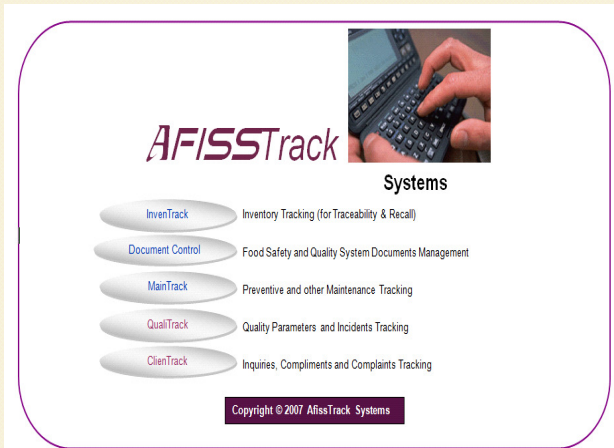 AFISSTrack
Systems
InvenTrack Inventory Tracking (for Traceability & Recall)
Document Control Food Safety and Quality System Documents Management
MainTrack Preventive and other Maintenance Tracking
QualiTrack Quality Parameters and Incidents Tracking
ClienTrack Inquiries, Compliments and Complaints Tracking
Copyright © 2007 AfissTrack Systems